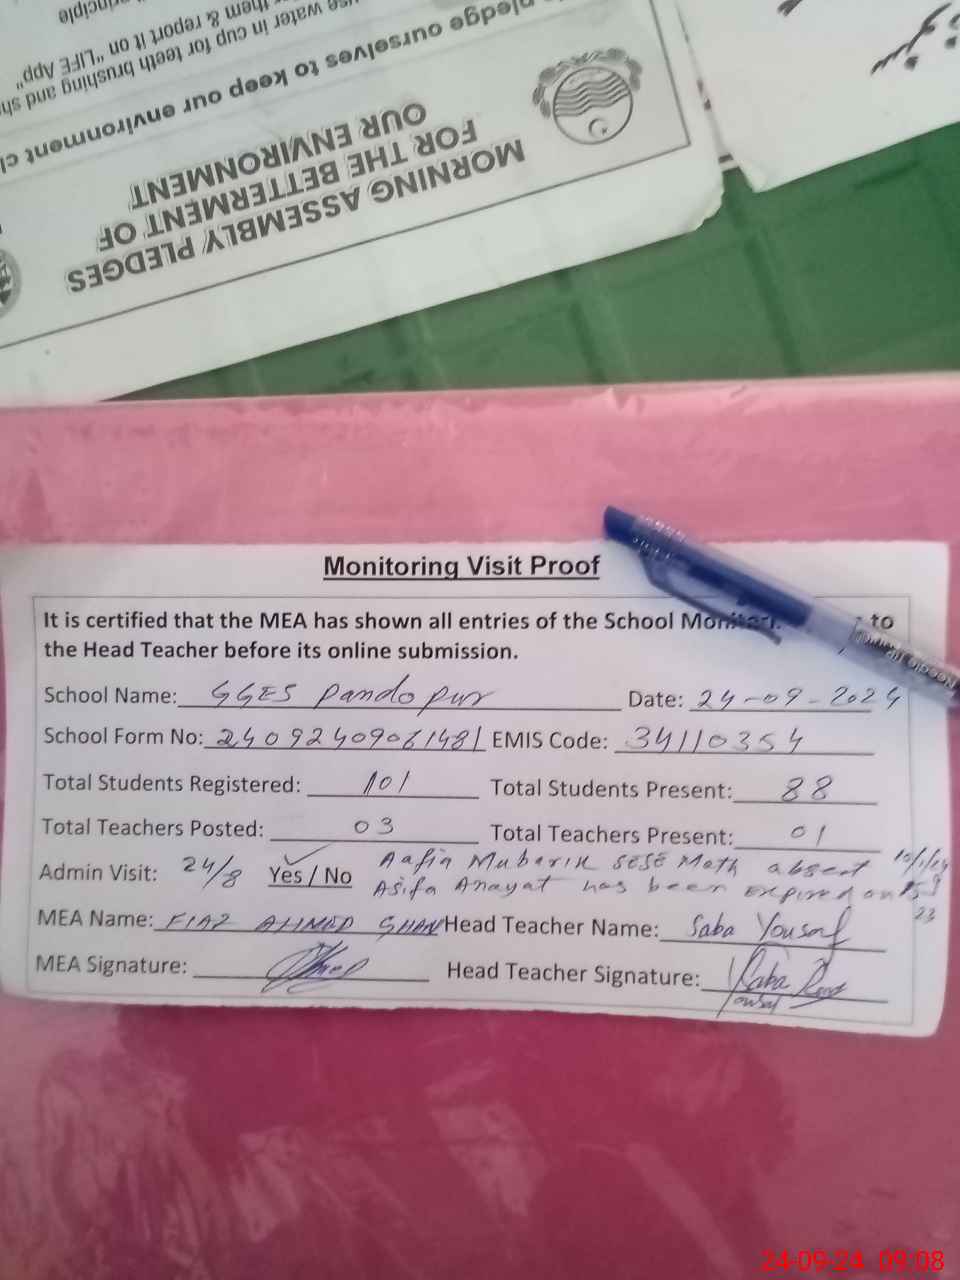 MORNING ASSEMBLY PLEDGES
FOR THE BETTERMENT OF
OUR ENVIRONMENT
pledge ourselves to keep our environment
water in cup for teeth brushing and
them & report it on "LIFE App"
Monitoring Visit Proof
It is certified that the MEA has shown all entries of the School to
the Head Teacher before its online submission.
School Name: GGES Pando pur Date: 24-09-2024
School Form No: EMIS Code: 34110354
Total Students Registered: 101 Total Students Present: 88
Total Teachers Posted: 03 Total Teachers Present: 01
Admin Visit: 24/8 Yes / No Aafia Mubarik SESE Math absent
Asifa Anayat has been expired on
MEA Name: FIAZ AHMED KHAN Head Teacher Name: Saba Yousaf
MEA Signature: Head Teacher Signature: Saba
Yousaf
24-09-24 09:08